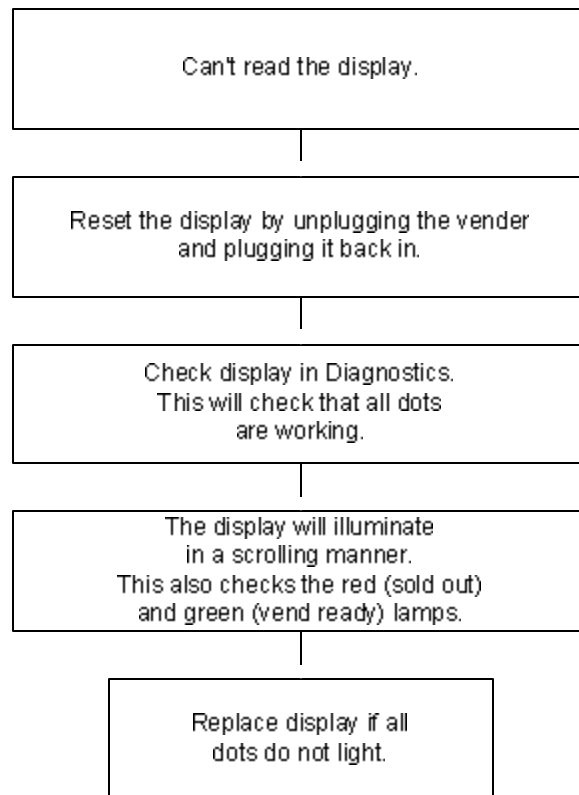 Can't read the display.
Reset the display by unplugging the vender
and plugging it back in.
Check display in Diagnostics.
This will check that all dots
are working.
The display will illuminate
in a scrolling manner.
This also checks the red (sold out)
and green (vend ready) lamps.
Replace display if all
dots do not light.